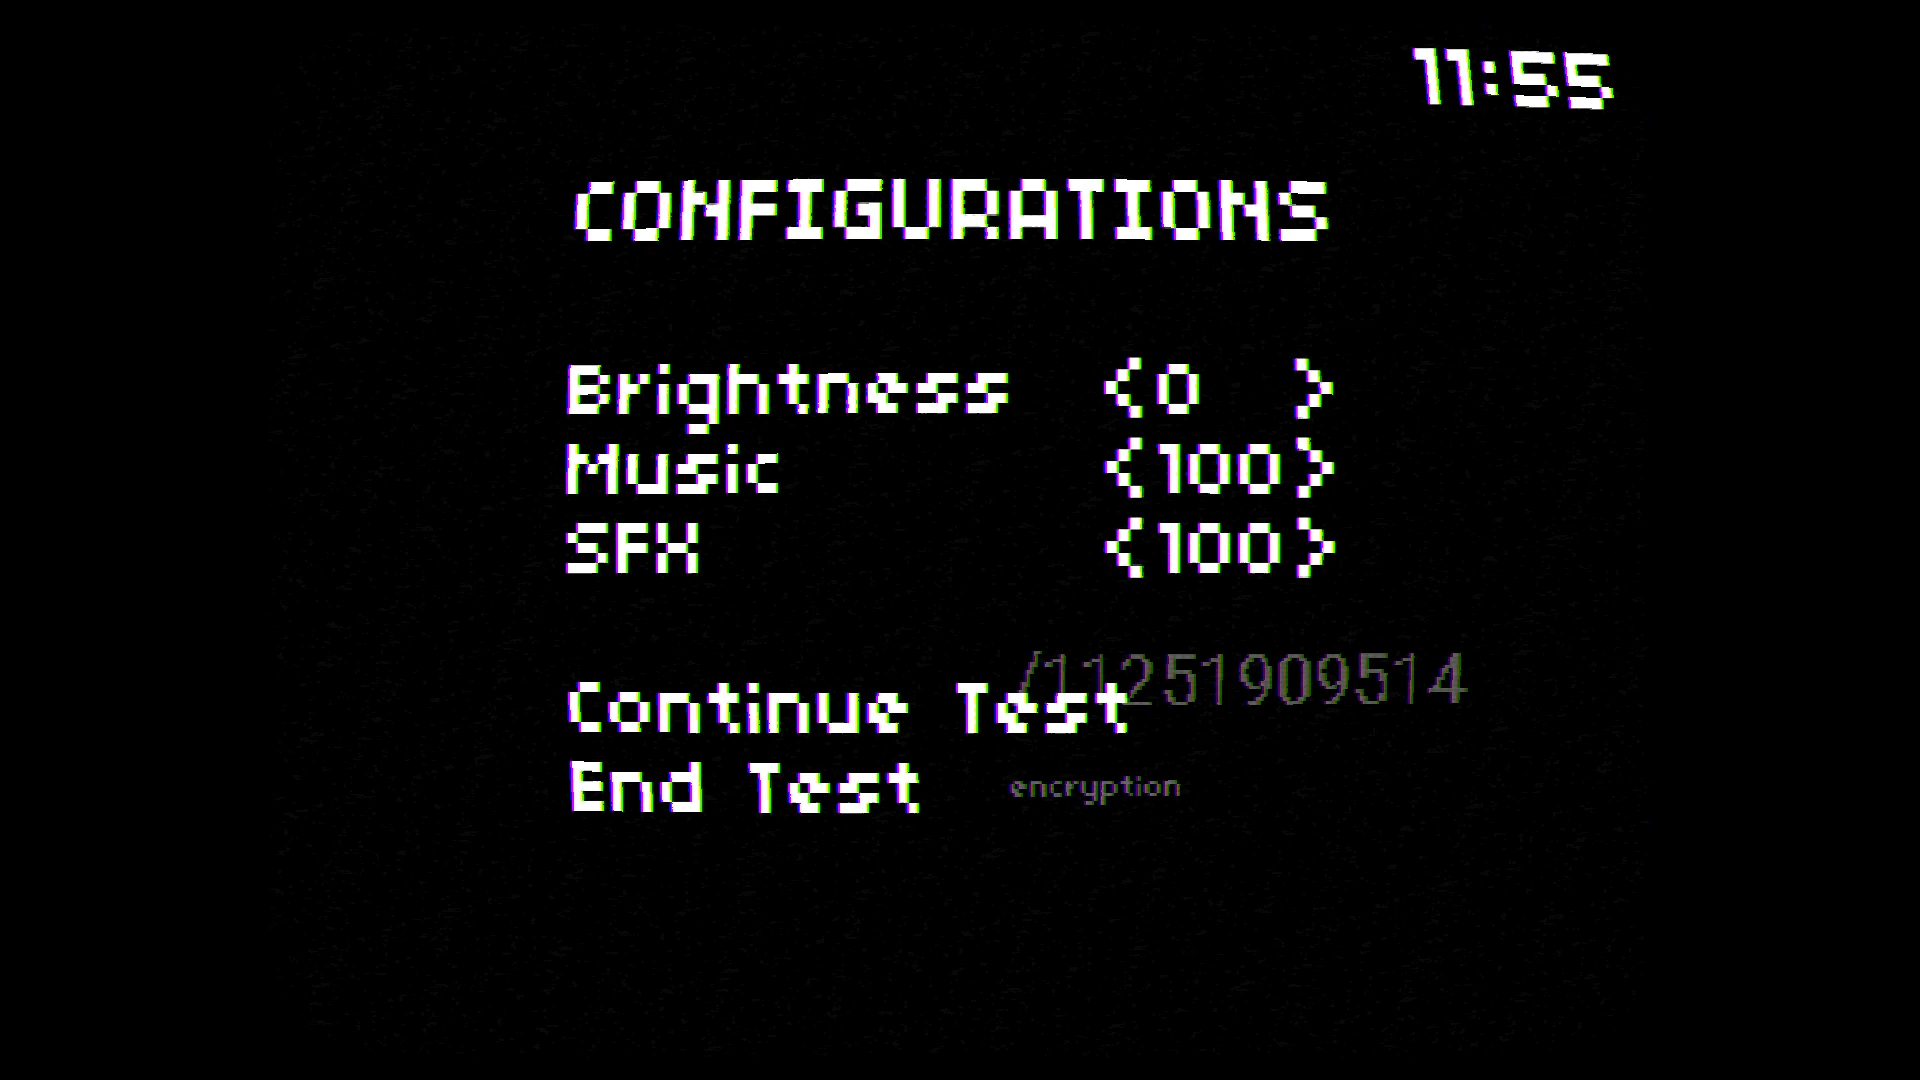 11:55
CONFIGURATIONS
Brightness <0 >
Music <100>
SFX <100>
/11251909514
Continue Test
End Test encryption